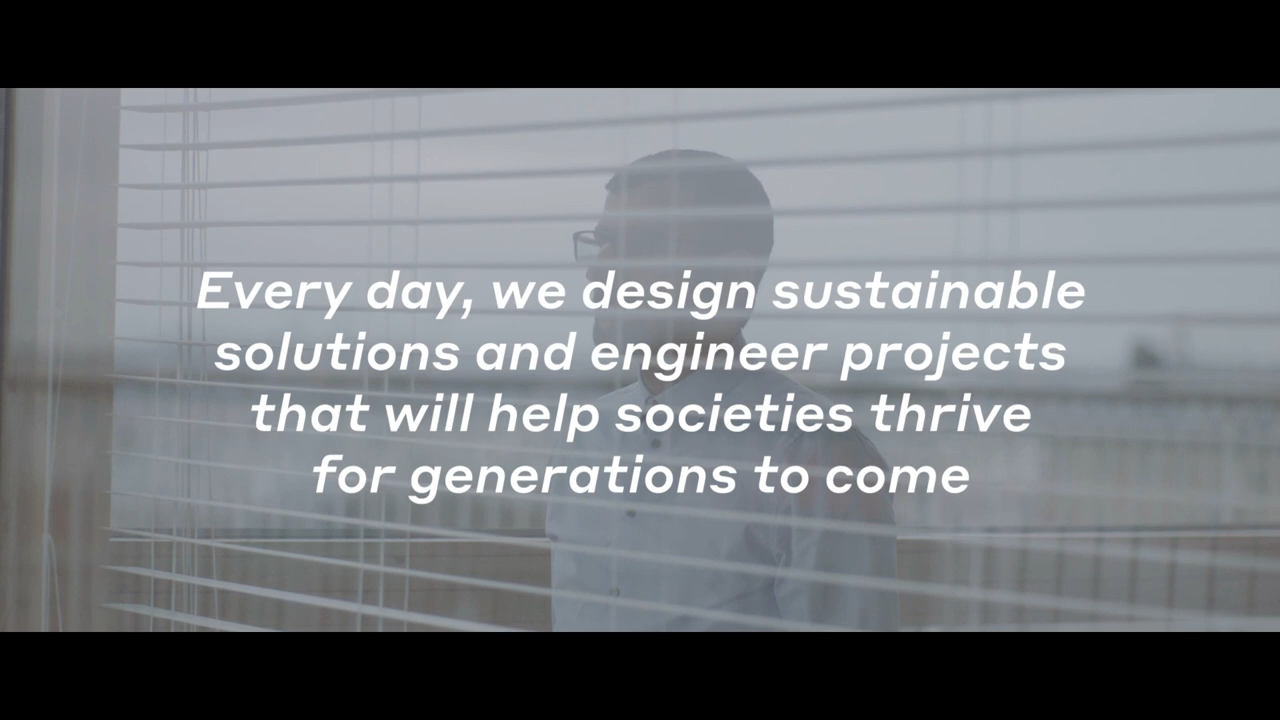 Every day, we design sustainable
solutions and engineer projects
that will help societies thrive
for generations to come